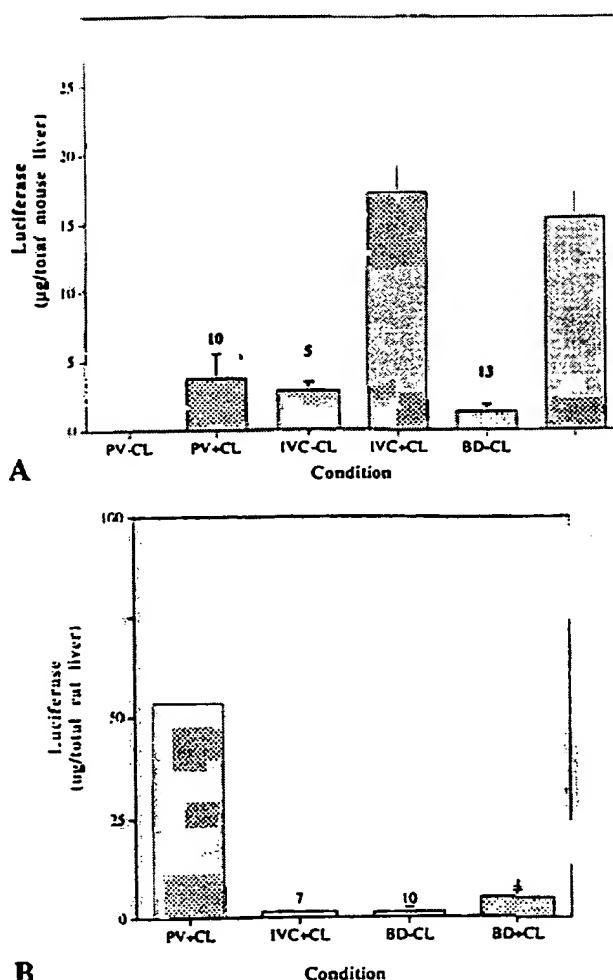 25
20
15
10
5
0
Luciferase
(µg/total mouse liver)
10
5
13
PV-CL PV+CL IVC-CL IVC+CL BD-CL
Condition
A
100
50
25
0
Luciferase
(ug/total rat liver)
7 10
PV+CL IVC+CL BD-CL BD+CL
Condition
B